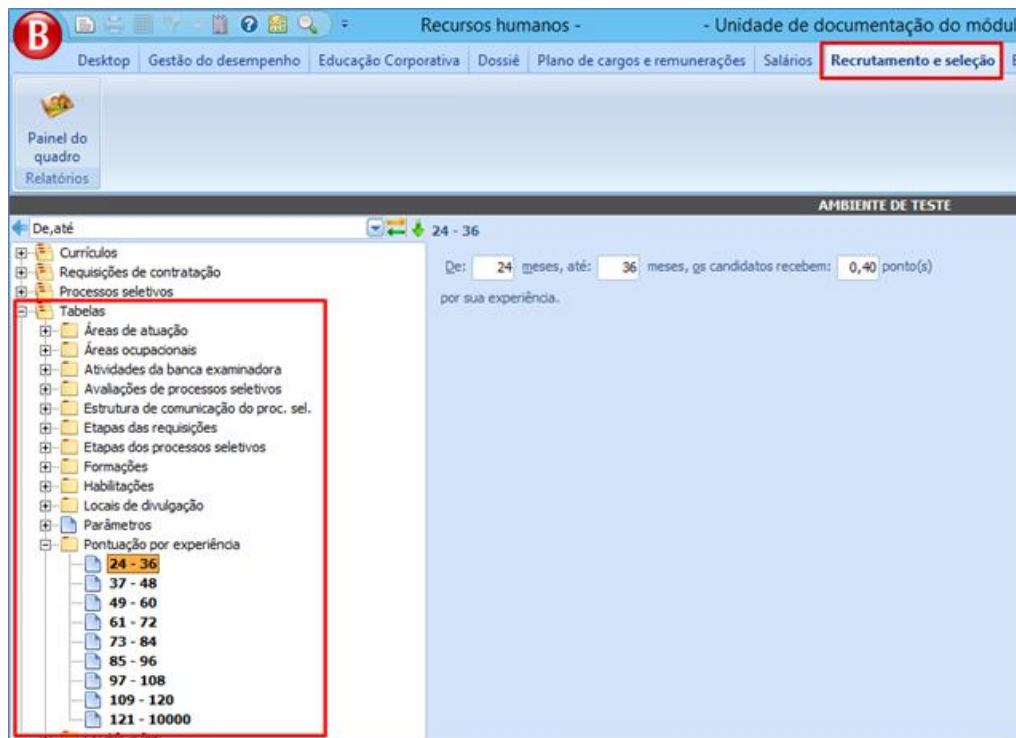 B
Recursos humanos - - Unidade de documentação do módul
Desktop Gestão do desempenho Educação Corporativa Dossiê Plano de cargos e remunerações Salários Recrutamento e seleção
Painel do
quadro
Relatórios
AMBIENTE DE TESTE
De,até
24 - 36
Currículos
Requisições de contratação
Processos seletivos
Tabelas
Áreas de atuação
Áreas ocupacionais
Atividades da banca examinadora
Avaliações de processos seletivos
Estrutura de comunicação do proc. sel.
Etapas das requisições
Etapas dos processos seletivos
Formações
Habilitações
Locais de divulgação
Parâmetros
Pontuação por experiência
24 - 36
37 - 48
49 - 60
61 - 72
73 - 84
85 - 96
97 - 108
109 - 120
121 - 10000
De: 24 meses, até: 36 meses, os candidatos recebem: 0,40 ponto(s)
por sua experiência.